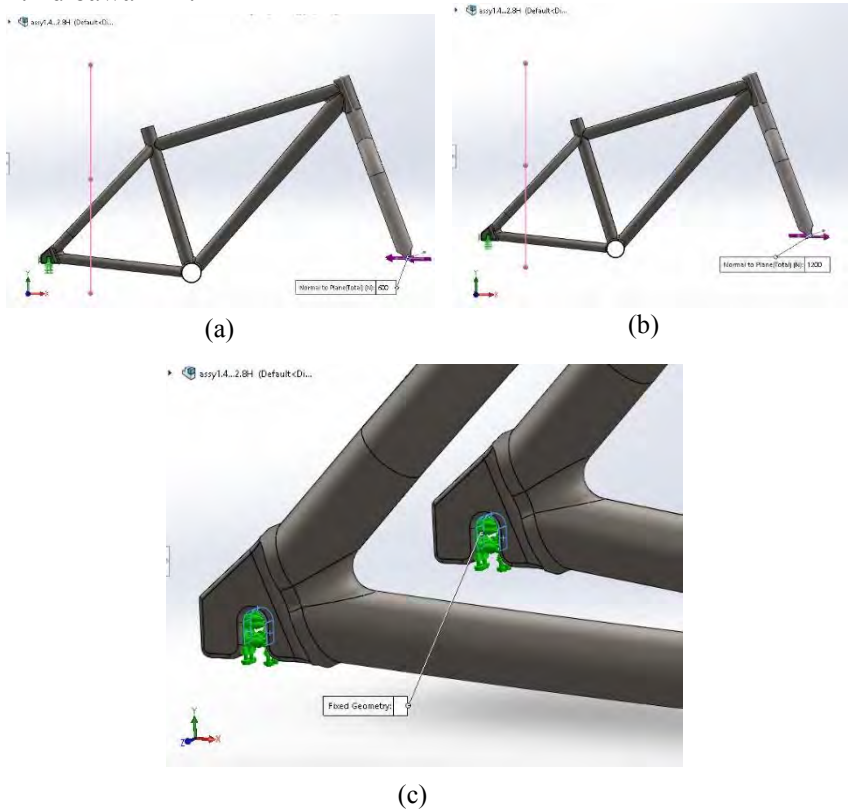 assy1.4...2.8H (Default<Di...
assy1.4...2.8H (Default<Di...
Normal to Plane(Total) (N): 600
Normal to Plane(Total) (N): 1200
Y
X
Y
X
(a)
(b)
assy1.4...2.8H (Default<Di...
Fixed Geometry:
Y
Z
X
(c)